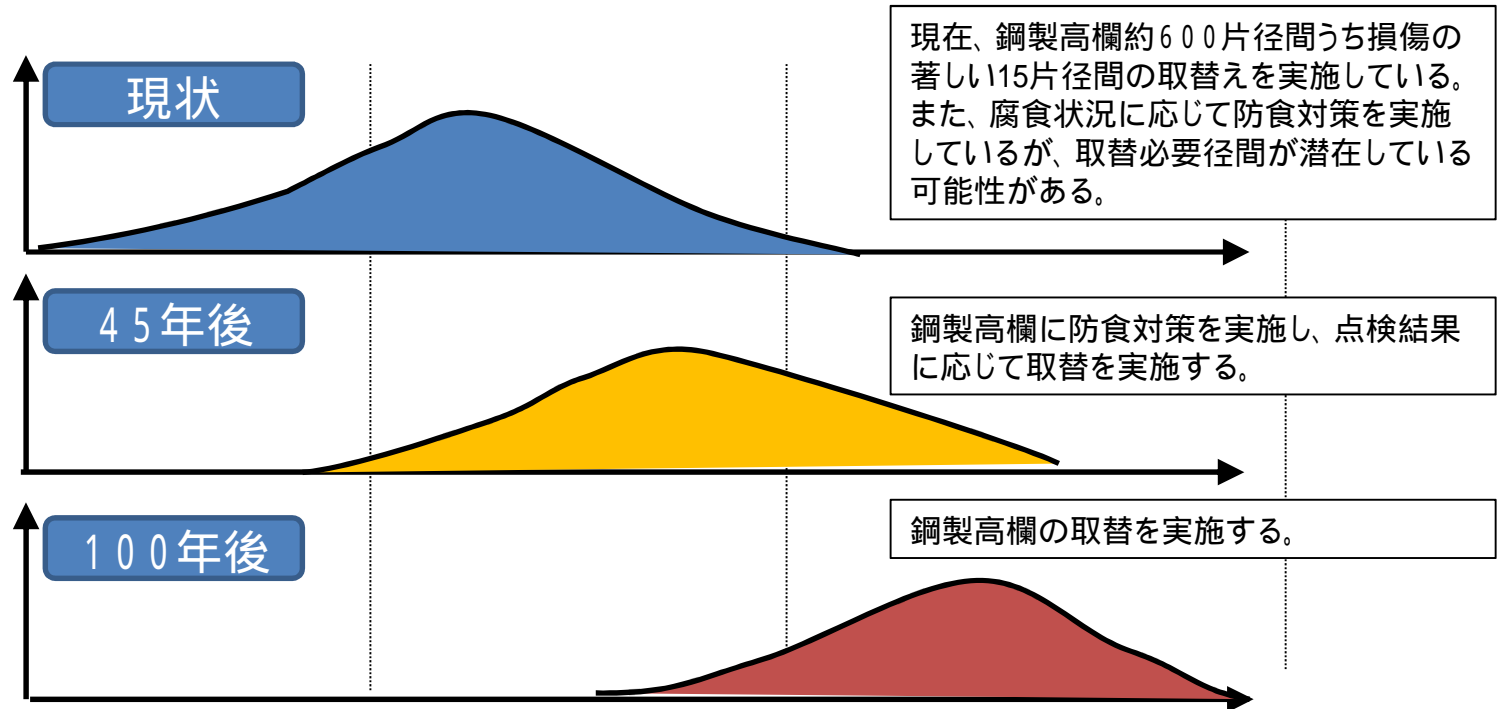 現状
現在、鋼製高欄約６００片径間うち損傷の
著しい15片径間の取替えを実施している。
また、腐食状況に応じて防食対策を実施
しているが、取替必要径間が潜在している
可能性がある。
４５年後
鋼製高欄に防食対策を実施し、点検結果
に応じて取替を実施する。
１００年後
鋼製高欄の取替を実施する。